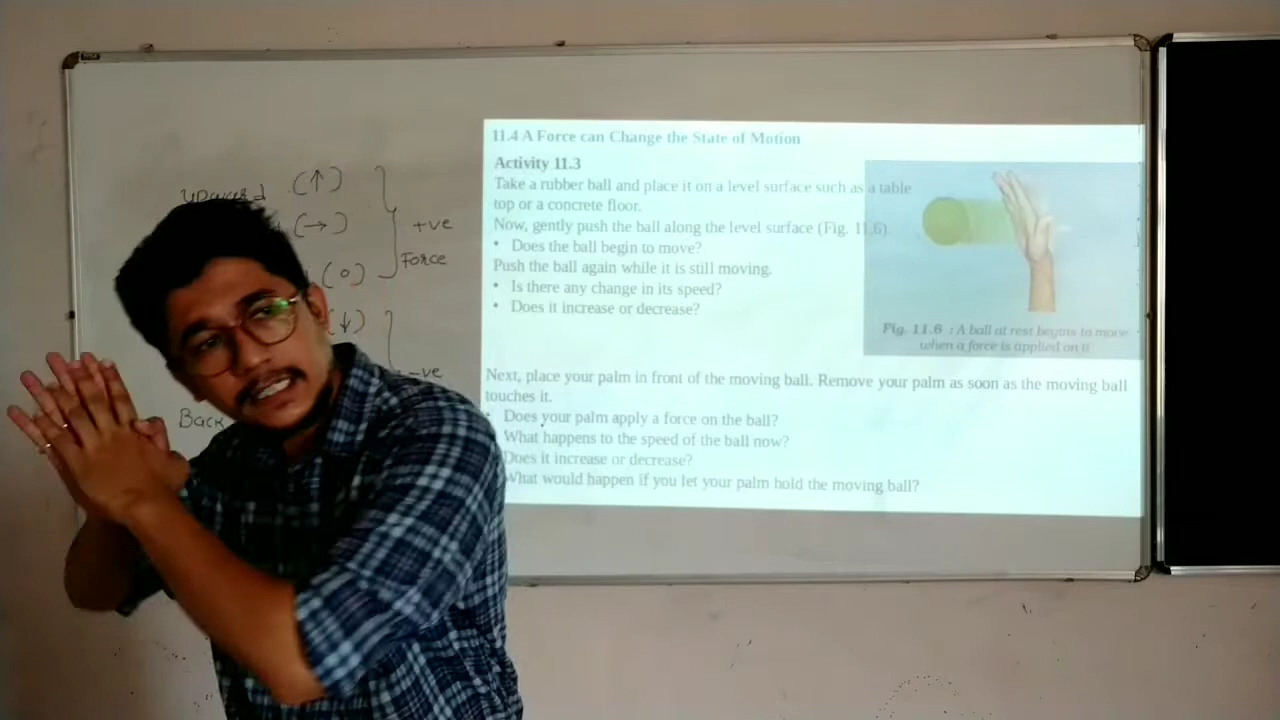 11.4 A Force can Change the State of Motion
Activity 11.3
Take a rubber ball and place it on a level surface such as a table
top or a concrete floor.
Now, gently push the ball along the level surface (Fig. 11.6)
• Does the ball begin to move?
Push the ball again while it is still moving.
• Is there any change in its speed?
• Does it increase or decrease?
Fig. 11.6 : A ball at rest begins to move
when a force is applied on it
Next, place your palm in front of the moving ball. Remove your palm as soon as the moving ball
touches it.
Does your palm apply a force on the ball?
What happens to the speed of the ball now?
Does it increase or decrease?
What would happen if you let your palm hold the moving ball?
upward (↑)
(→)
+ve
Force
(0)
(↓)
-ve
Back